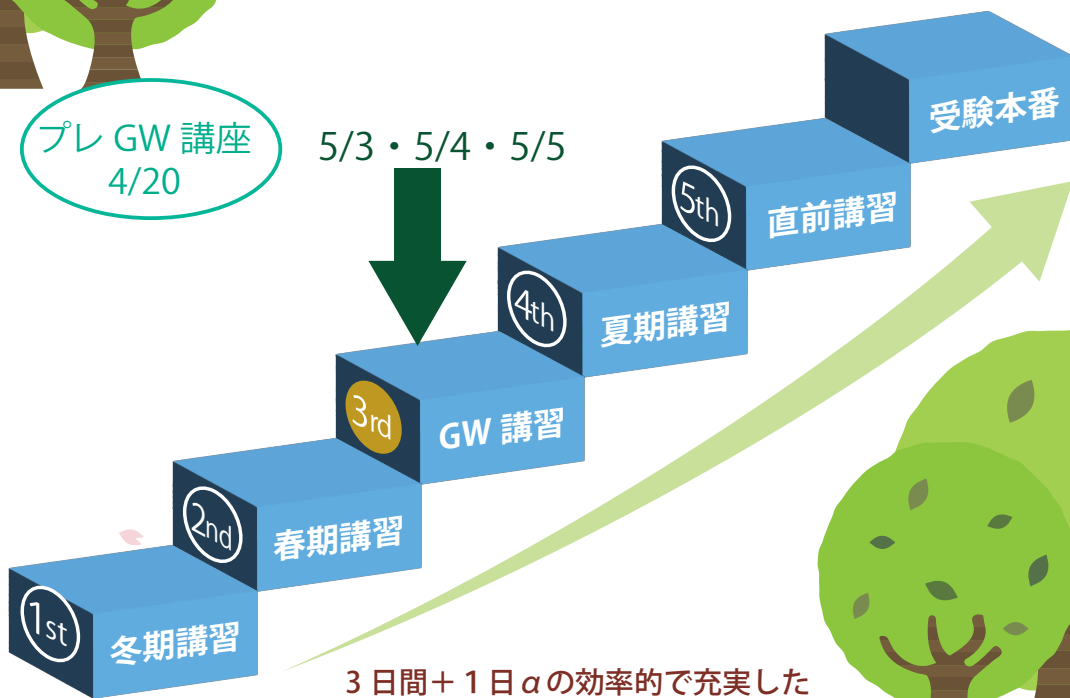 プレ GW 講座
4/20
5/3・5/4・5/5
受験本番
5th
直前講習
4th
夏期講習
3rd
GW 講習
2nd
春期講習
1st
冬期講習
3 日間＋ 1 日αの効率的で充実した